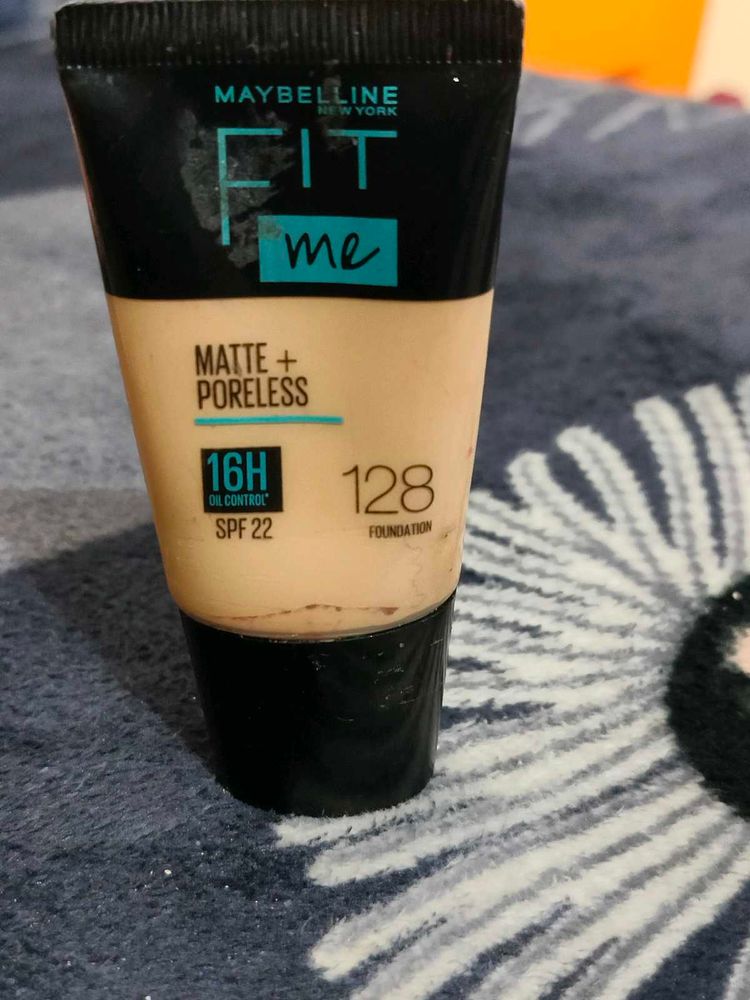 MAYBELLINE
NEW YORK
FIT
me
MATTE +
PORELESS
16H
OIL CONTROL*
SPF 22
128
FOUNDATION